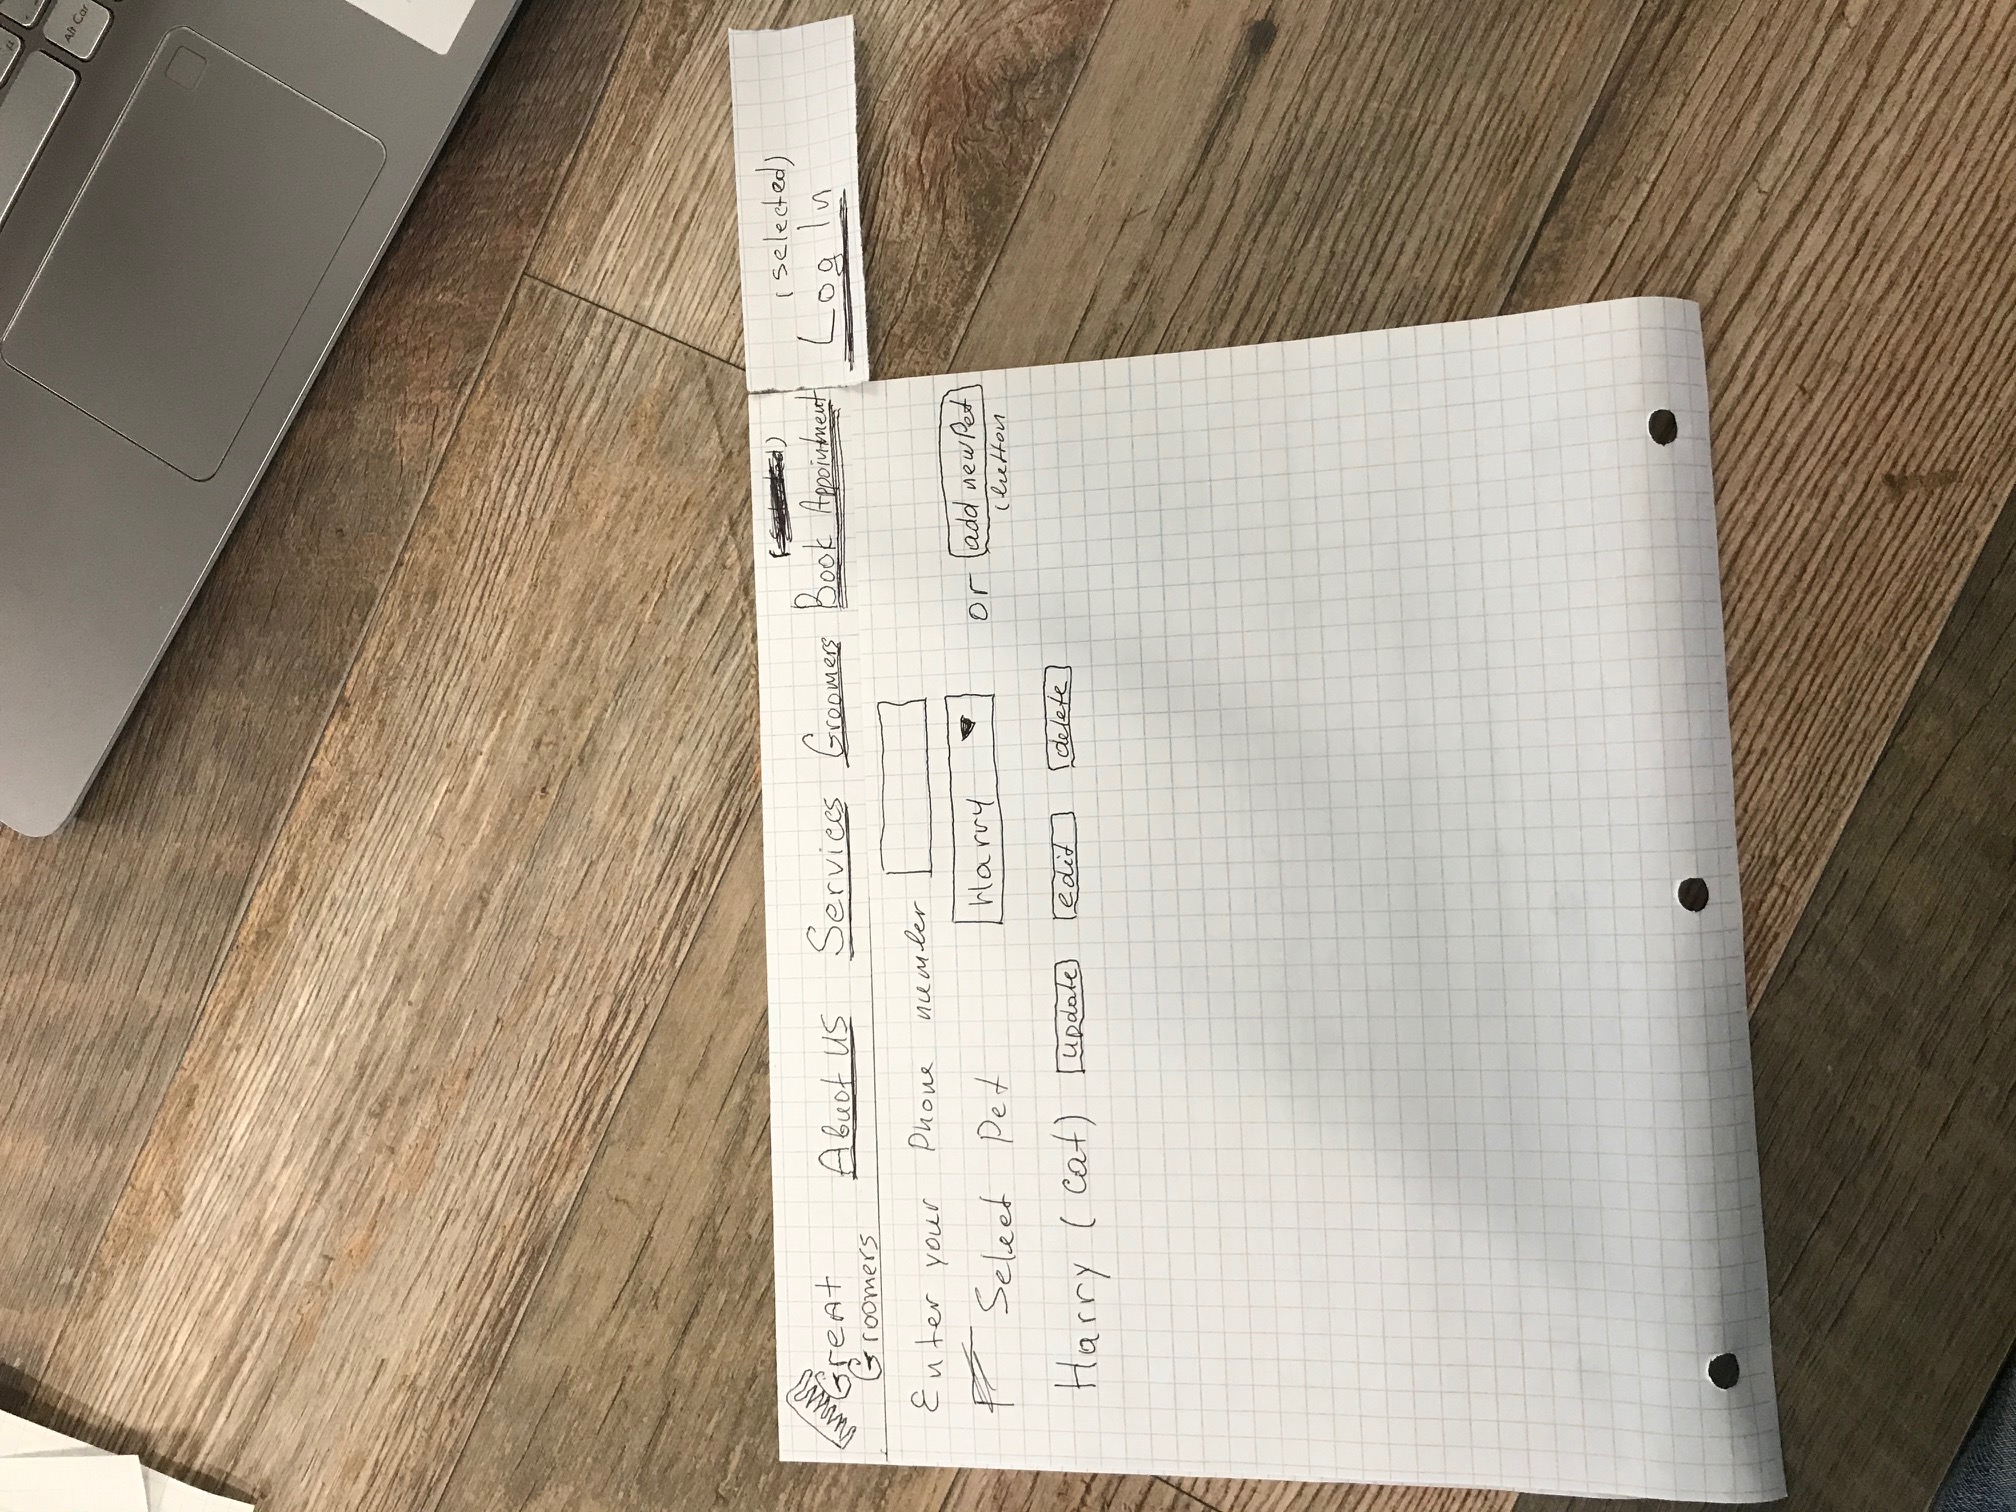 (selected)
Great Groomers
Abuot us
Services
Groomers
Book Appointment
Log In
Enter your Phone number
Select Pet
Harry
or
add new Pet
button
Harry (cat)
update
edit
delete
Alt Car